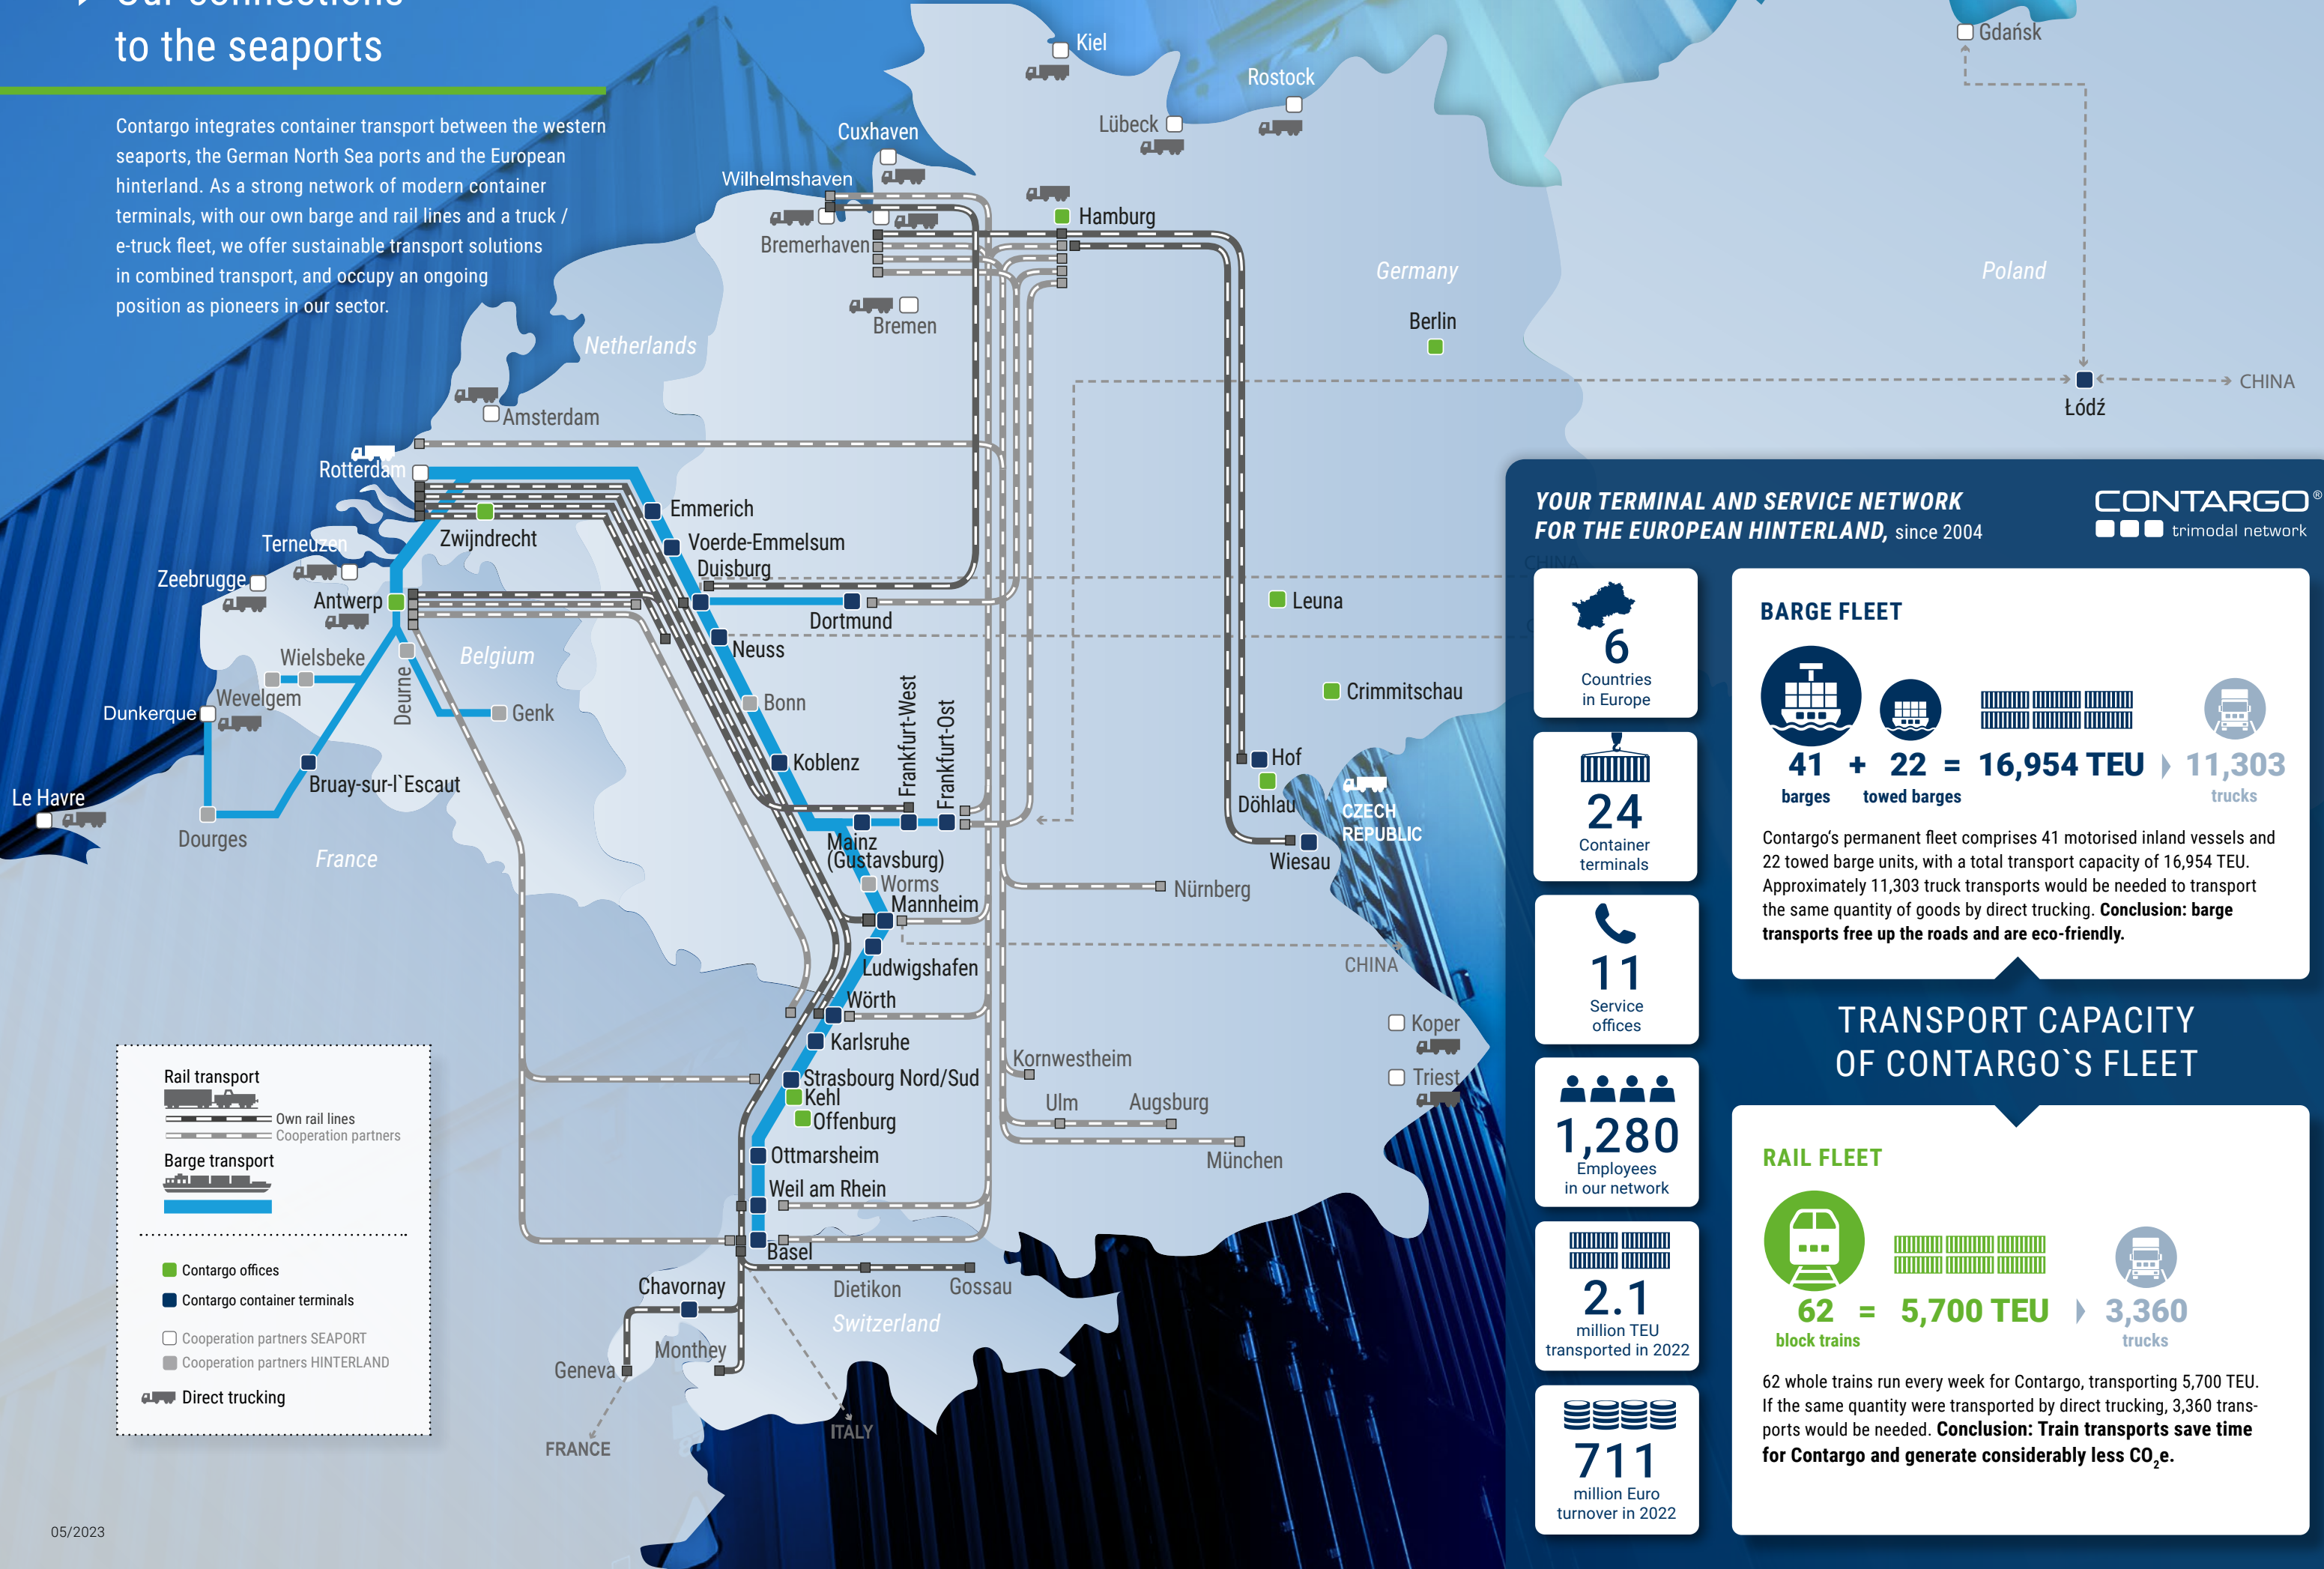 Our connections
to the seaports
Contargo integrates container transport between the western
seaports, the German North Sea ports and the European
hinterland. As a strong network of modern container
terminals, with our own barge and rail lines and a truck /
e-truck fleet, we offer sustainable transport solutions
in combined transport, and occupy an ongoing
position as pioneers in our sector.
Kiel
Gdańsk
Rostock
Lübeck
Cuxhaven
Wilhelmshaven
Hamburg
Bremerhaven
Germany
Poland
Bremen
Berlin
Netherlands
CHINA
Łódź
Amsterdam
Rotterdam
Emmerich
Zwijndrecht
Voerde-Emmelsum
Terneuzen
Duisburg
CHINA
Zeebrugge
Antwerp
Dortmund
Leuna
Neuss
Belgium
Wielsbeke
Wevelgem
Deurne
Genk
Bonn
Crimmitschau
Dunkerque
Frankfurt-West
Frankfurt-Ost
Koblenz
Hof
Bruay-sur-l`Escaut
Döhlau
CZECH
REPUBLIC
Le Havre
Dourges
Mainz
(Gustavsburg)
Wiesau
France
Worms
Nürnberg
Mannheim
Ludwigshafen
CHINA
Wörth
Koper
Karlsruhe
Kornwestheim
Strasbourg Nord/Sud
Triest
Kehl
Ulm
Augsburg
Offenburg
Ottmarsheim
München
Weil am Rhein
Basel
Chavornay
Dietikon
Gossau
Switzerland
Monthey
Geneva
ITALY
FRANCE
Rail transport
Own rail lines
Cooperation partners
Barge transport
Contargo offices
Contargo container terminals
Cooperation partners SEAPORT
Cooperation partners HINTERLAND
Direct trucking
05/2023
YOUR TERMINAL AND SERVICE NETWORK
FOR THE EUROPEAN HINTERLAND, since 2004
CONTARGO®
trimodal network
6
Countries
in Europe
24
Container
terminals
11
Service
offices
1,280
Employees
in our network
2.1
million TEU
transported in 2022
711
million Euro
turnover in 2022
BARGE FLEET
41 + 22 = 16,954 TEU 11,303
barges towed barges trucks
Contargo‘s permanent fleet comprises 41 motorised inland vessels and
22 towed barge units, with a total transport capacity of 16,954 TEU.
Approximately 11,303 truck transports would be needed to transport
the same quantity of goods by direct trucking. Conclusion: barge
transports free up the roads and are eco-friendly.
TRANSPORT CAPACITY
OF CONTARGO`S FLEET
RAIL FLEET
62 = 5,700 TEU 3,360
block trains trucks
62 whole trains run every week for Contargo, transporting 5,700 TEU.
If the same quantity were transported by direct trucking, 3,360 trans-
ports would be needed. Conclusion: Train transports save time
for Contargo and generate considerably less CO₂e.